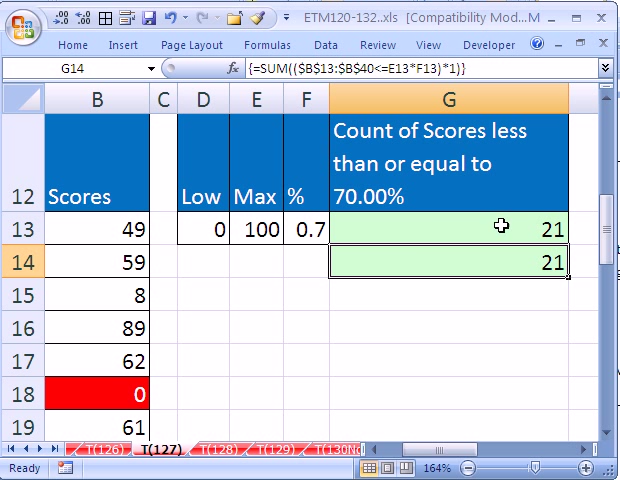 ETM120-132..xls [Compatibility Mod...M
Home Insert Page Layout Formulas Data Review View Developer
G14 fx {=SUM(($B$13:$B$40<=E13*F13)*1)}
B C D E F G
Count of Scores less
than or equal to
12 Scores Low Max % 70.00%
13 49 0 100 0.7 21
14 59 21
15 8
16 89
17 62
18 0
19 61
T(126) T(127) T(128) T(129) T(130No
Ready 164%